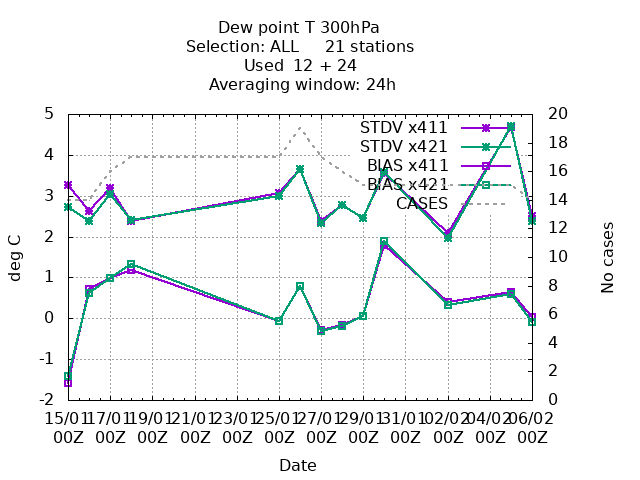 Dew point T 300hPa
Selection: ALL 21 stations
Used 12 + 24
Averaging window: 24h
STDV x411
STDV x421
BIAS x411
BIAS x421
CASES
deg C
5
4
3
2
1
0
-1
-2
No cases
20
18
16
14
12
10
8
6
4
2
0
15/01 17/01 19/01 21/01 23/01 25/01 27/01 29/01 31/01 02/02 04/02 06/02
00Z 00Z 00Z 00Z 00Z 00Z 00Z 00Z 00Z 00Z 00Z 00Z
Date